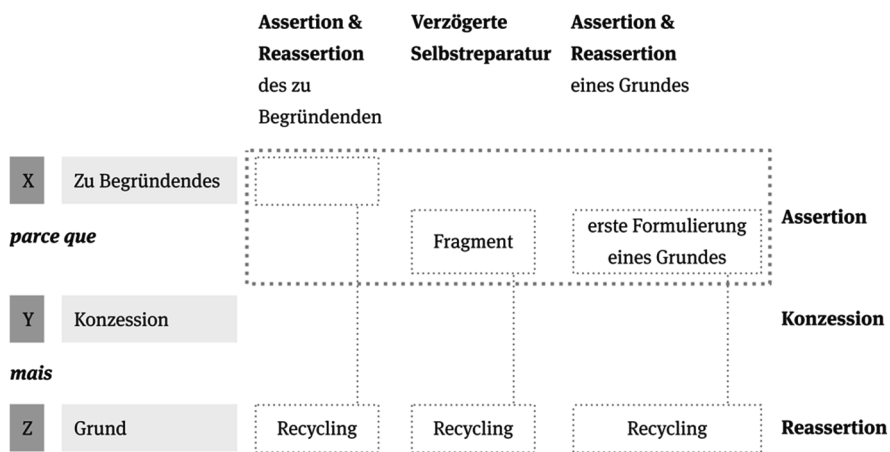 Assertion &
Reassertion
des zu
Begründenden
Verzögerte
Selbstreparatur
Assertion &
Reassertion
eines Grundes
X Zu Begründendes
parce que
Fragment
erste Formulierung
eines Grundes
Assertion
Y Konzession
Konzession
mais
Z Grund
Recycling
Recycling
Recycling
Reassertion